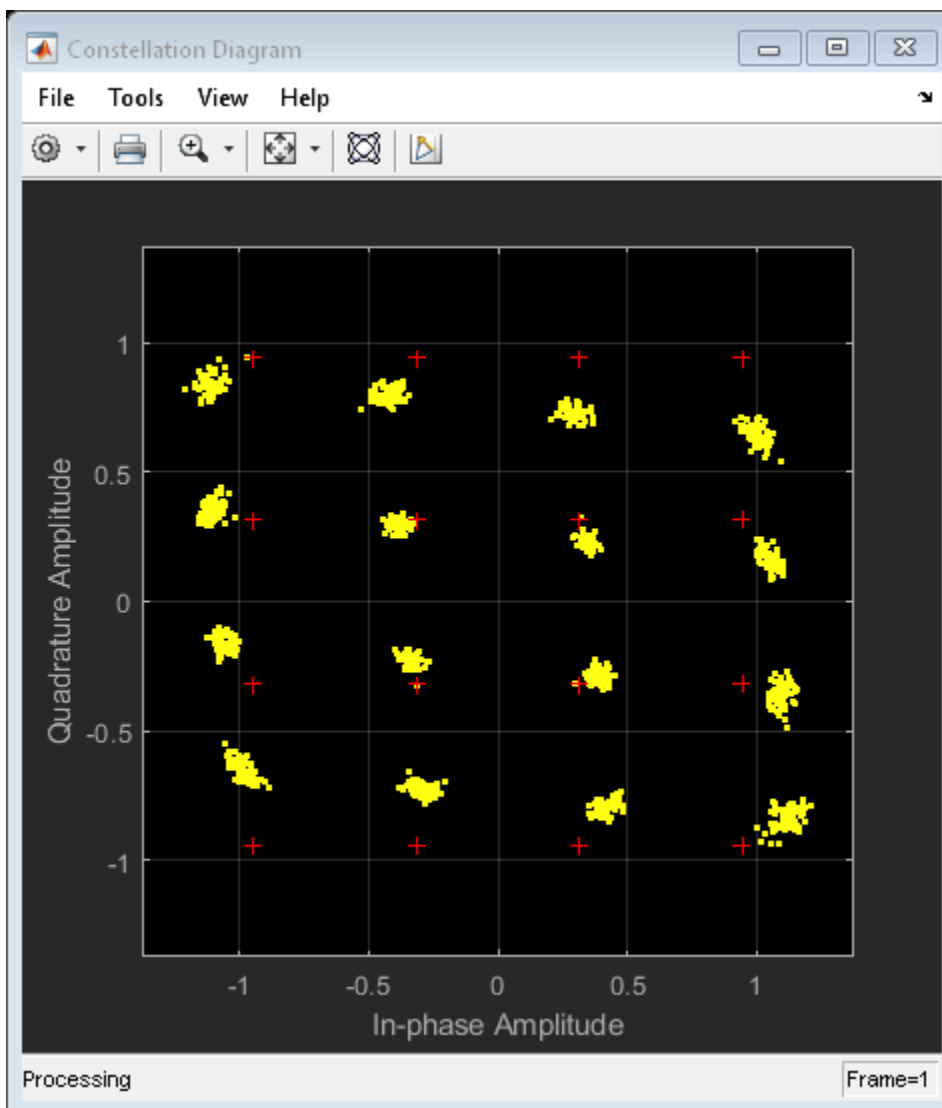 Constellation Diagram
File Tools View Help
1
0.5
0
-0.5
-1
Quadrature Amplitude
-1 -0.5 0 0.5 1
In-phase Amplitude
Processing Frame=1